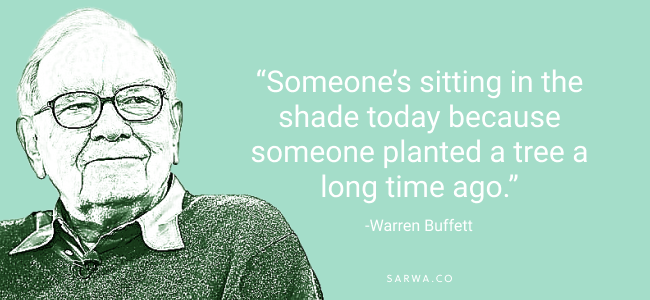 “Someone’s sitting in the
shade today because
someone planted a tree a
long time ago.”
-Warren Buffett
SARWA.CO